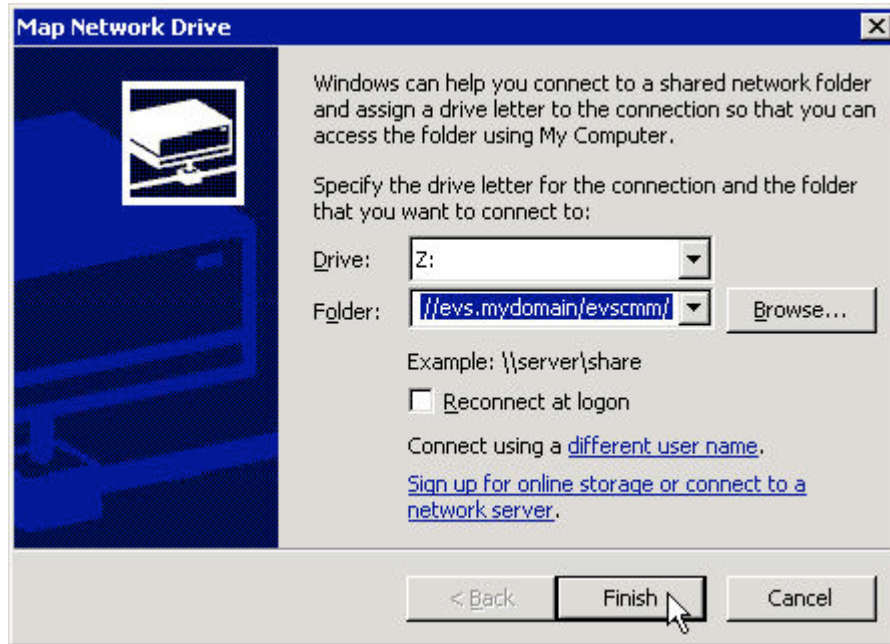 Map Network Drive
Windows can help you connect to a shared network folder
and assign a drive letter to the connection so that you can
access the folder using My Computer.
Specify the drive letter for the connection and the folder
that you want to connect to:
Drive: Z:
Folder: //evs.mydomain/evscmm/ Browse...
Example: \\server\share
Reconnect at logon
Connect using a different user name.
Sign up for online storage or connect to a
network server.
< Back Finish Cancel